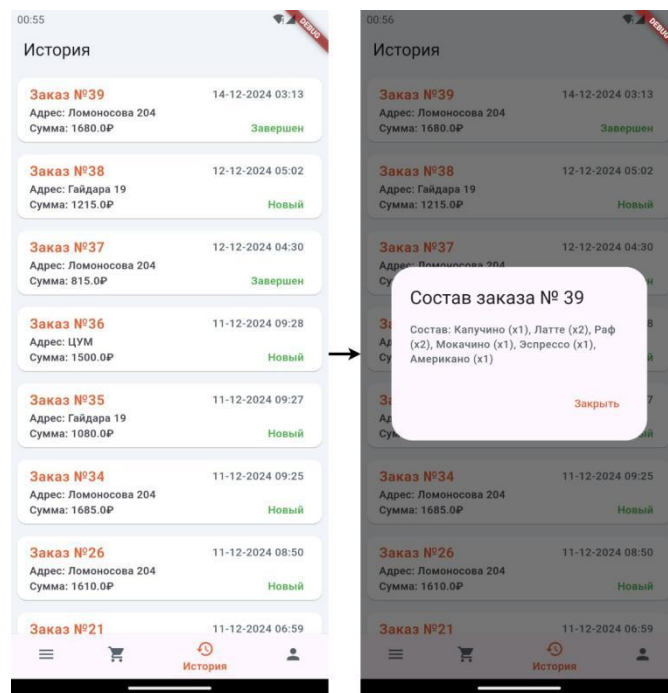 00:55
DEBUG
История
Заказ №39 14-12-2024 03:13
Адрес: Ломоносова 204
Сумма: 1680.0₽ Завершен
Заказ №38 12-12-2024 05:02
Адрес: Гайдара 19
Сумма: 1215.0₽ Новый
Заказ №37 12-12-2024 04:30
Адрес: Ломоносова 204
Сумма: 815.0₽ Завершен
Заказ №36 11-12-2024 09:28
Адрес: ЦУМ
Сумма: 1500.0₽ Новый
Заказ №35 11-12-2024 09:27
Адрес: Гайдара 19
Сумма: 1080.0₽ Новый
Заказ №34 11-12-2024 09:25
Адрес: Ломоносова 204
Сумма: 1685.0₽ Новый
Заказ №26 11-12-2024 08:50
Адрес: Ломоносова 204
Сумма: 1610.0₽ Новый
Заказ №21 11-12-2024 06:59
История
00:56
DEBUG
История
Заказ №39 14-12-2024 03:13
Адрес: Ломоносова 204
Сумма: 1680.0₽ Завершен
Заказ №38 12-12-2024 05:02
Адрес: Гайдара 19
Сумма: 1215.0₽ Новый
Заказ №37 12-12-2024 04:30
Адрес: Ломоносова 204
Состав заказа № 39
Состав: Капучино (x1), Латте (x2), Раф
(x2), Мокачино (x1), Эспрессо (x1),
Американо (x1)
Закрыть
Заказ №34 11-12-2024 09:25
Адрес: Ломоносова 204
Сумма: 1685.0₽ Новый
Заказ №26 11-12-2024 08:50
Адрес: Ломоносова 204
Сумма: 1610.0₽ Новый
Заказ №21 11-12-2024 06:59
История